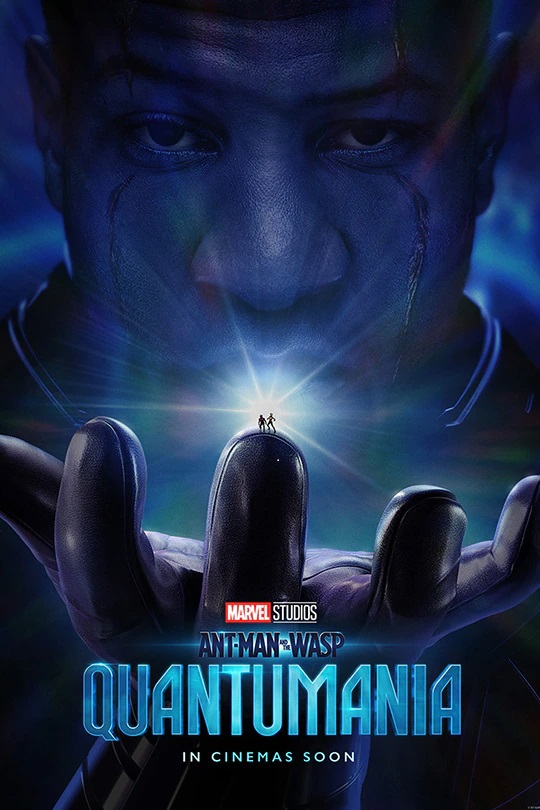 MARVEL STUDIOS
ANT-MAN AND THE WASP
QUANTUMANIA
IN CINEMAS SOON